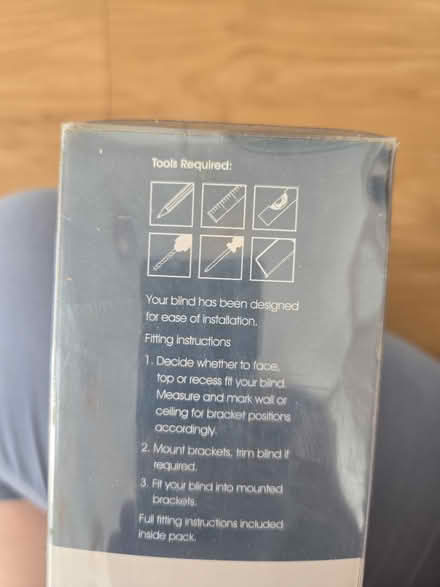 Tools Required:
Your blind has been designed
for ease of installation.
Fitting instructions
1. Decide whether to face,
top or recess fit your blind.
Measure and mark wall or
ceiling for bracket positions
accordingly.
2. Mount brackets, trim blind if
required.
3. Fit your blind into mounted
brackets.
Full fitting instructions included
inside pack.